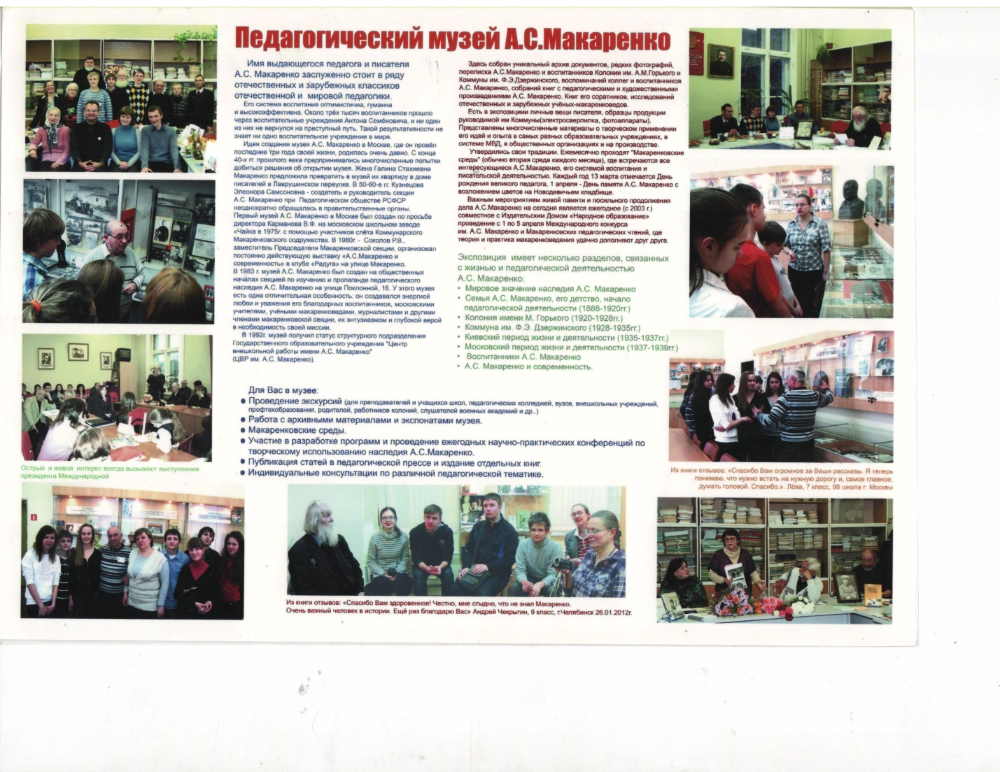 Педагогический музей А.С.Макаренко
Имя выдающегося педагога и писателя
А.С. Макаренко заслуженно стоит в ряду
отечественных и зарубежных классиков
отечественной и мировой педагогики.
Его система воспитания оптимистична, гуманна
и высокоэффективна. Около трёх тысяч воспитанников прошло
через воспитательные учреждения Антона Семёновича, и ни один
из них не вернулся на преступный путь. Такой результативности не
знает ни одно воспитательное учреждение в мире.
Идея создания музея А.С. Макаренко в Москве, где он провёл
последние три года своей жизни, родилась очень давно. С конца
40-х гг. прошлого века предпринимались многочисленные попытки
добиться решения об открытии музея. Жена Галина Стахиевна
Макаренко предложила превратить в музей их квартиру в доме
писателей в Лаврушинском переулке. В 50-60-е гг. Кузнецова
Элеонора Самсоновна - создатель и руководитель секции
А.С. Макаренко при Педагогическом обществе РСФСР
неоднократно обращалась в правительственные органы.
Первый музей А.С. Макаренко в Москве был создан по просьбе
директора Карманова В.Ф. на московском школьном заводе
«Чайка в 1975г. с помощью участников слёта Коммунарского
Макаренковского содружества. В 1980г. - Соколов Р.В.,
заместитель Председателя Макаренковской секции, организовал
постоянно действующую выставку «А.С.Макаренко и
современность» в клубе «Радуга» на улице Макаренко.
В 1983 г. музей А.С. Макаренко был создан на общественных
началах секцией по изучению и пропаганде педагогического
наследия А.С. Макаренко на улице Поклонной, 16. У этого музея
есть одна отличительная особенность: он создавался энергией
любви и уважения его благодарных воспитанников, московскими
учителями, учёными-макаренковедами, журналистами и другими
членами макаренковской секции, их энтузиазмом и глубокой верой
в необходимость своей миссии.
В 1992г. музей получил статус структурного подразделения
Государственного образовательного учреждения "Центр
внешкольной работы имени А.С. Макаренко"
(ЦВР им. А.С. Макаренко).
Здесь собран уникальный архив документов, редких фотографий,
переписка А.С.Макаренко и воспитанников Колонии им. А.М.Горького и
Коммуны им. Ф.Э.Дзержинского, воспоминаний коллег и воспитанников
А.С. Макаренко, собраний книг с педагогическими и художественными
произведениями А.С. Макаренко. Книг его соратников, исследований
отечественных и зарубежных учёных-макаренковедов.
Есть в экспозициии личные вещи писателя, образцы продукции
руководимой им Коммуны(электросверлилка, фотоаппараты).
Представлены многочисленные материалы о творческом применении
его идей и опыта в самых разных образовательных учреждениях, в
системе МВД, в общественных организациях и на производстве.
Утвердились свои традиции. Ежемесячно проходят "Макаренковские
среды" (обычно вторая среда каждого месяца), где встречаются все
интересующиеся А.С.Макаренко, его системой воспитания и
писательской деятельностью. Каждый год 13 марта отмечается День
рождения великого педагога, 1 апреля - День памяти А.С. Макаренко с
возложением цветов на Новодевичьем кладбище.
Важным мероприятием живой памяти и посильного продолжения
дела А.С.Макаренко на сегодня является ежегодное (с 2003 г.)
совместное с Издательским Домом «Народное образование»
проведение с 1 по 5 апреля Международного конкурса
им. А.С. Макаренко и Макаренковских педагогических чтений, где
теория и практика макаренковедения удачно дополняют друг друга.
Экспозиция имеет несколько разделов, связанных
с жизнью и педагогической деятельностью
А.С. Макаренко:
• Мировое значение наследия А.С. Макаренко
• Семья А.С. Макаренко, его детство, начало
педагогической деятельности (1888-1920гг.)
• Колония имени М. Горького (1920-1928гг.)
• Коммуна им. Ф.Э. Дзержинского (1928-1935гг.)
• Киевский период жизни и деятельности (1935-1937гг.)
• Московский период жизни и деятельности (1937-1939гг.)
• Воспитанники А.С. Макаренко
• А.С. Макаренко и современность.
Для Вас в музее:
● Проведение экскурсий (для преподавателей и учащихся школ, педагогических колледжей, вузов, внешкольных учреждений,
профтехобразования, родителей, работников колоний, слушателей военных академий и др..)
● Работа с архивными материалами и экспонатами музея.
● Макаренковские среды.
● Участие в разработке программ и проведение ежегодных научно-практических конференций по
творческому использованию наследия А.С.Макаренко.
● Публикация статей в педагогической прессе и издание отдельных книг.
● Индивидуальные консультации по различной педагогической тематике.
Острый и живой интерес всегда вызывают выступления
президента Международной
Из книги отзывов: «Спасибо Вам огромное за Ваши рассказы. Я теперь
понимаю, что нужно встать на нужную дорогу и, самое главное,
думать головой. Спасибо.». Лёва, 7 класс, 98 школа г. Москвы
Из книги отзывов: «Спасибо Вам здоровенное! Честно, мне стыдно, что не знал Макаренко.
Очень важный человек в истории. Ещё раз благодарю Вас» Андрей Чекрыгин, 9 класс, г.Челябинск 26.01.2012г.